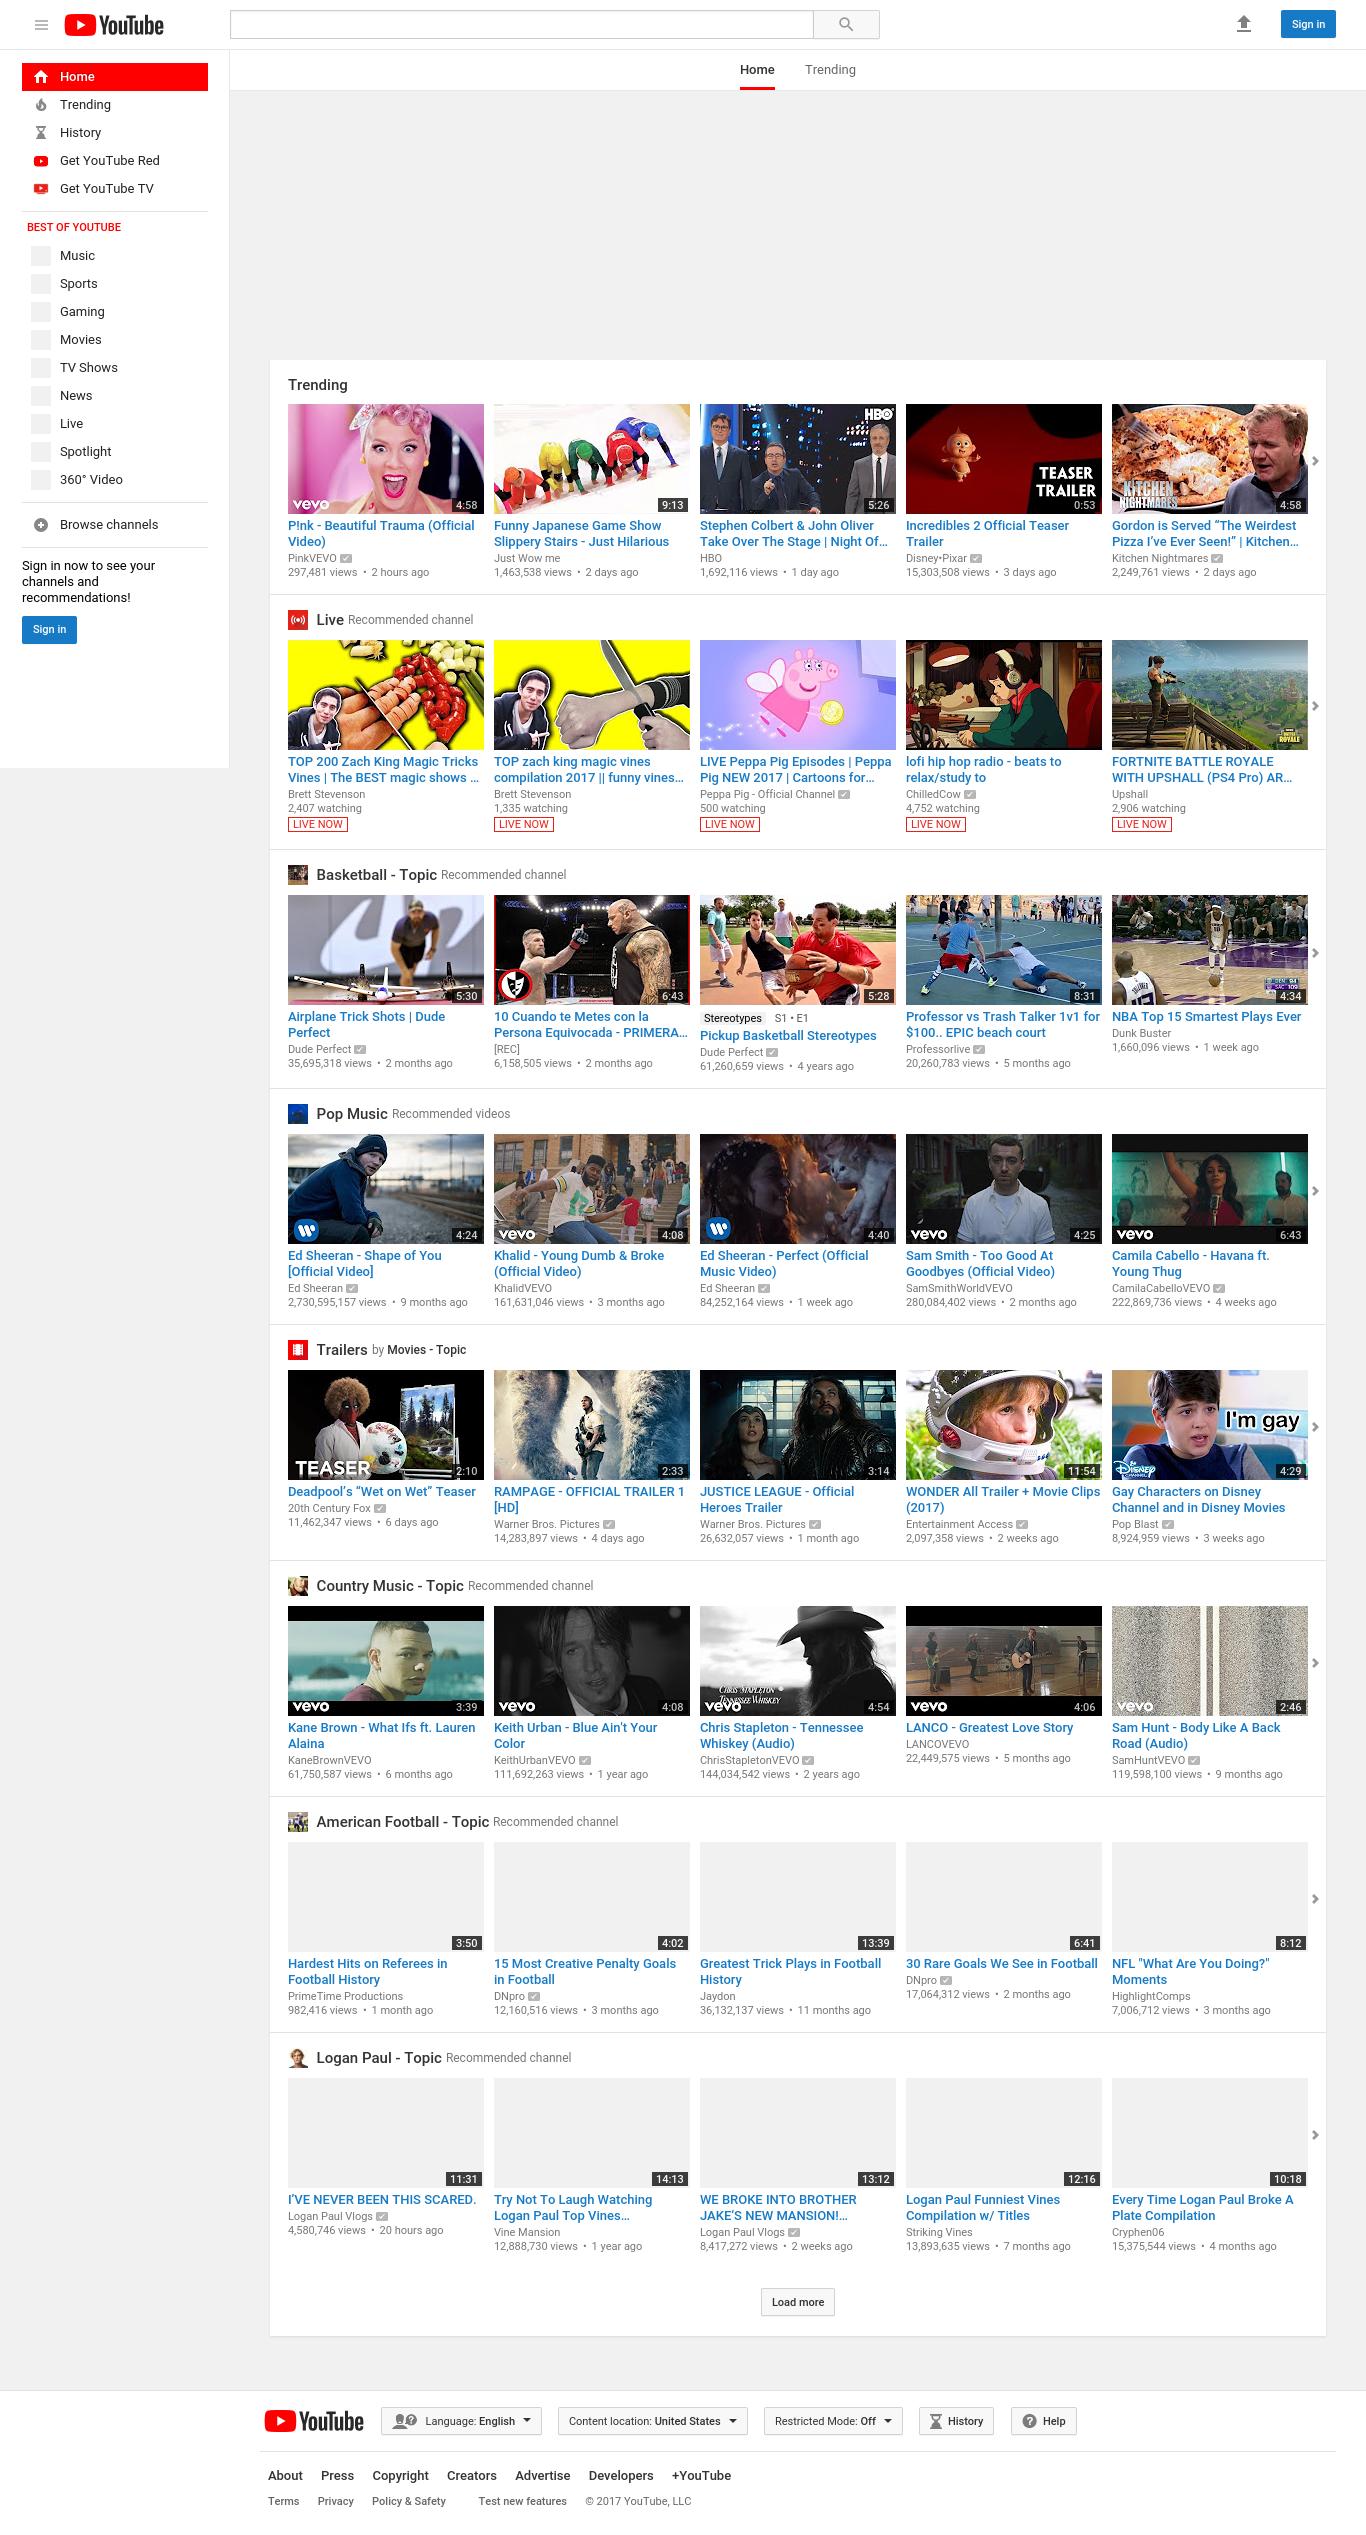 YouTube
Sign in
Home
Trending
Home
Trending
History
Get YouTube Red
Get YouTube TV
BEST OF YOUTUBE
Music
Sports
Gaming
Movies
TV Shows
News
Live
Spotlight
360° Video
Browse channels
Sign in now to see your
channels and
recommendations!
Sign in
Trending
vevo 4:58
9:13
HBO 5:26
TEASER TRAILER 0:53
KITCHEN NIGHTMARES 4:58
P!nk - Beautiful Trauma (Official
Video)
PinkVEVO
297,481 views • 2 hours ago
Funny Japanese Game Show
Slippery Stairs - Just Hilarious
Just Wow me
1,463,538 views • 2 days ago
Stephen Colbert & John Oliver
Take Over The Stage | Night Of…
HBO
1,692,116 views • 1 day ago
Incredibles 2 Official Teaser
Trailer
Disney•Pixar
15,303,508 views • 3 days ago
Gordon is Served “The Weirdest
Pizza I’ve Ever Seen!” | Kitchen…
Kitchen Nightmares
2,249,761 views • 2 days ago
Live Recommended channel
BATTLE ROYALE
TOP 200 Zach King Magic Tricks
Vines | The BEST magic shows …
Brett Stevenson
2,407 watching
LIVE NOW
TOP zach king magic vines
compilation 2017 || funny vines…
Brett Stevenson
1,335 watching
LIVE NOW
LIVE Peppa Pig Episodes | Peppa
Pig NEW 2017 | Cartoons for…
Peppa Pig - Official Channel
500 watching
LIVE NOW
lofi hip hop radio - beats to
relax/study to
ChilledCow
4,752 watching
LIVE NOW
FORTNITE BATTLE ROYALE
WITH UPSHALL (PS4 Pro) AR…
Upshall
2,906 watching
LIVE NOW
Basketball - Topic Recommended channel
5:30
6:43
5:28
8:31
4:34
Airplane Trick Shots | Dude
Perfect
Dude Perfect
35,695,318 views • 2 months ago
10 Cuando te Metes con la
Persona Equivocada - PRIMERA…
[REC]
6,158,505 views • 2 months ago
Stereotypes S1 • E1
Pickup Basketball Stereotypes
Dude Perfect
61,260,659 views • 4 years ago
Professor vs Trash Talker 1v1 for
$100.. EPIC beach court
Professorlive
20,260,783 views • 5 months ago
NBA Top 15 Smartest Plays Ever
Dunk Buster
1,660,096 views • 1 week ago
Pop Music Recommended videos
4:24
vevo 4:08
4:40
vevo 4:25
vevo 6:43
Ed Sheeran - Shape of You
[Official Video]
Ed Sheeran
2,730,595,157 views • 9 months ago
Khalid - Young Dumb & Broke
(Official Video)
KhalidVEVO
161,631,046 views • 3 months ago
Ed Sheeran - Perfect (Official
Music Video)
Ed Sheeran
84,252,164 views • 1 week ago
Sam Smith - Too Good At
Goodbyes (Official Video)
SamSmithWorldVEVO
280,084,402 views • 2 months ago
Camila Cabello - Havana ft.
Young Thug
CamilaCabelloVEVO
222,869,736 views • 4 weeks ago
Trailers by Movies - Topic
TEASER 2:10
2:33
3:14
11:54
I'm gay Disney CHANNEL 4:29
Deadpool’s “Wet on Wet” Teaser
20th Century Fox
11,462,347 views • 6 days ago
RAMPAGE - OFFICIAL TRAILER 1
[HD]
Warner Bros. Pictures
14,283,897 views • 4 days ago
JUSTICE LEAGUE - Official
Heroes Trailer
Warner Bros. Pictures
26,632,057 views • 1 month ago
WONDER All Trailer + Movie Clips
(2017)
Entertainment Access
2,097,358 views • 2 weeks ago
Gay Characters on Disney
Channel and in Disney Movies
Pop Blast
8,924,959 views • 3 weeks ago
Country Music - Topic Recommended channel
vevo 3:39
vevo 4:08
CHRIS STAPLETON TENNESSEE WHISKEY vevo 4:54
vevo 4:06
vevo 2:46
Kane Brown - What Ifs ft. Lauren
Alaina
KaneBrownVEVO
61,750,587 views • 6 months ago
Keith Urban - Blue Ain't Your
Color
KeithUrbanVEVO
111,692,263 views • 1 year ago
Chris Stapleton - Tennessee
Whiskey (Audio)
ChrisStapletonVEVO
144,034,542 views • 2 years ago
LANCO - Greatest Love Story
LANCOVEVO
22,449,575 views • 5 months ago
Sam Hunt - Body Like A Back
Road (Audio)
SamHuntVEVO
119,598,100 views • 9 months ago
American Football - Topic Recommended channel
3:50
4:02
13:39
6:41
8:12
Hardest Hits on Referees in
Football History
PrimeTime Productions
982,416 views • 1 month ago
15 Most Creative Penalty Goals
in Football
DNpro
12,160,516 views • 3 months ago
Greatest Trick Plays in Football
History
Jaydon
36,132,137 views • 11 months ago
30 Rare Goals We See in Football
DNpro
17,064,312 views • 2 months ago
NFL "What Are You Doing?"
Moments
HighlightComps
7,006,712 views • 3 months ago
Logan Paul - Topic Recommended channel
11:31
14:13
13:12
12:16
10:18
I’VE NEVER BEEN THIS SCARED.
Logan Paul Vlogs
4,580,746 views • 20 hours ago
Try Not To Laugh Watching
Logan Paul Top Vines…
Vine Mansion
12,888,730 views • 1 year ago
WE BROKE INTO BROTHER
JAKE’S NEW MANSION!…
Logan Paul Vlogs
8,417,272 views • 2 weeks ago
Logan Paul Funniest Vines
Compilation w/ Titles
Striking Vines
13,893,635 views • 7 months ago
Every Time Logan Paul Broke A
Plate Compilation
Cryphen06
15,375,544 views • 4 months ago
Load more
YouTube Language: English Content location: United States Restricted Mode: Off History Help
About Press Copyright Creators Advertise Developers +YouTube
Terms Privacy Policy & Safety Test new features © 2017 YouTube, LLC